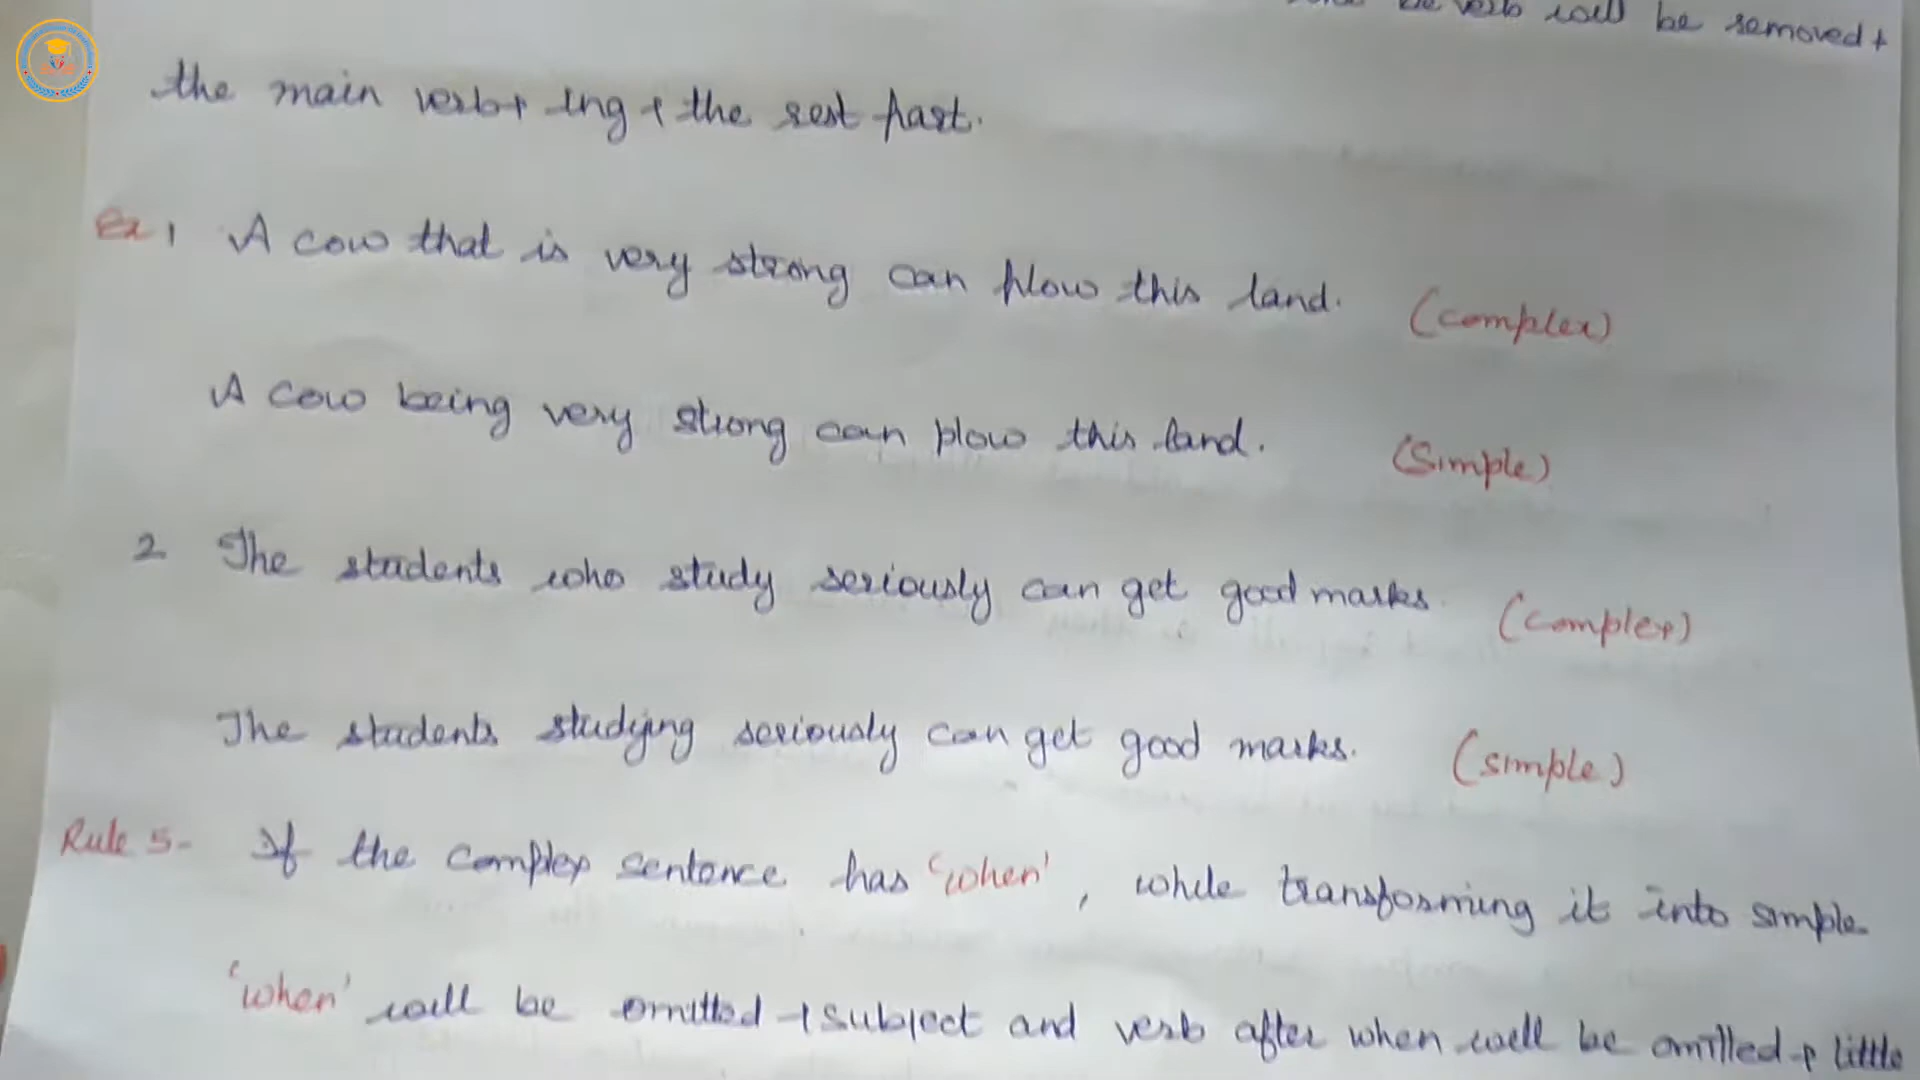 verb will be removed+
the main verb+ ing + the rest part.
Ex 1 A cow that is very strong can plow this land. (complex)
A cow being very strong can plow this land. (simple)
2 The students who study seriously can get good marks. (complex)
The students studying seriously can get good marks. (simple)
Rule 5- If the complex sentence has 'when', while transforming it into simple
'when' will be omitted + subject and verb after when will be omitted + little